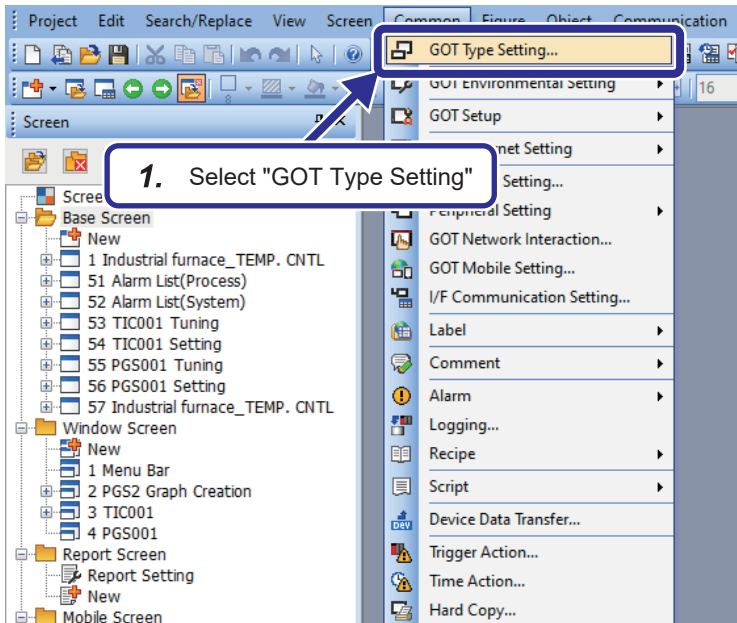 Project Edit Search/Replace View Screen Common Figure Object Communication
GOT Type Setting...
GOT Environmental Setting
16
Screen
GOT Setup
net Setting
1. Select "GOT Type Setting"
Setting...
Scree
Peripheral Setting
Base Screen
New
GOT Network Interaction...
1 Industrial furnace_TEMP. CNTL
51 Alarm List(Process)
GOT Mobile Setting...
52 Alarm List(System)
I/F Communication Setting...
53 TIC001 Tuning
Label
54 TIC001 Setting
55 PGS001 Tuning
Comment
56 PGS001 Setting
Alarm
57 Industrial furnace_TEMP. CNTL
Window Screen
Logging...
New
Recipe
1 Menu Bar
2 PGS2 Graph Creation
Script
3 TIC001
Dev
Device Data Transfer...
4 PGS001
Report Screen
Trigger Action...
Report Setting
Time Action...
New
Mobile Screen
Hard Copy...